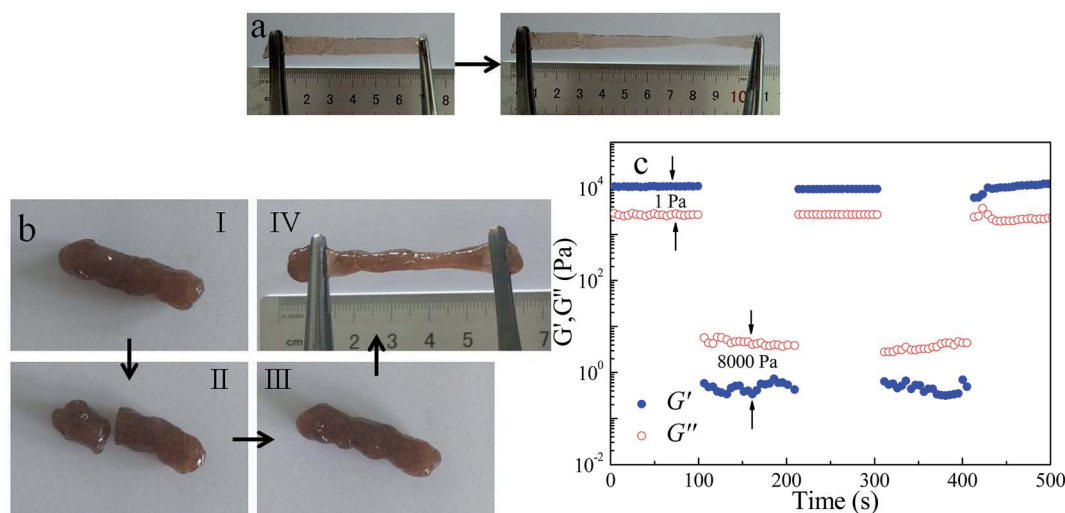 a
cm 1 2 3 4 5 6 7 8
1 2 3 4 5 6 7 8 9 10 1
b
I
IV
cm 2 3 4 5 6 7
II
III
c
10^4
10^2
10^0
10^-2
G',G'' (Pa)
1 Pa
8000 Pa
G'
G''
0 100 200 300 400 500
Time (s)